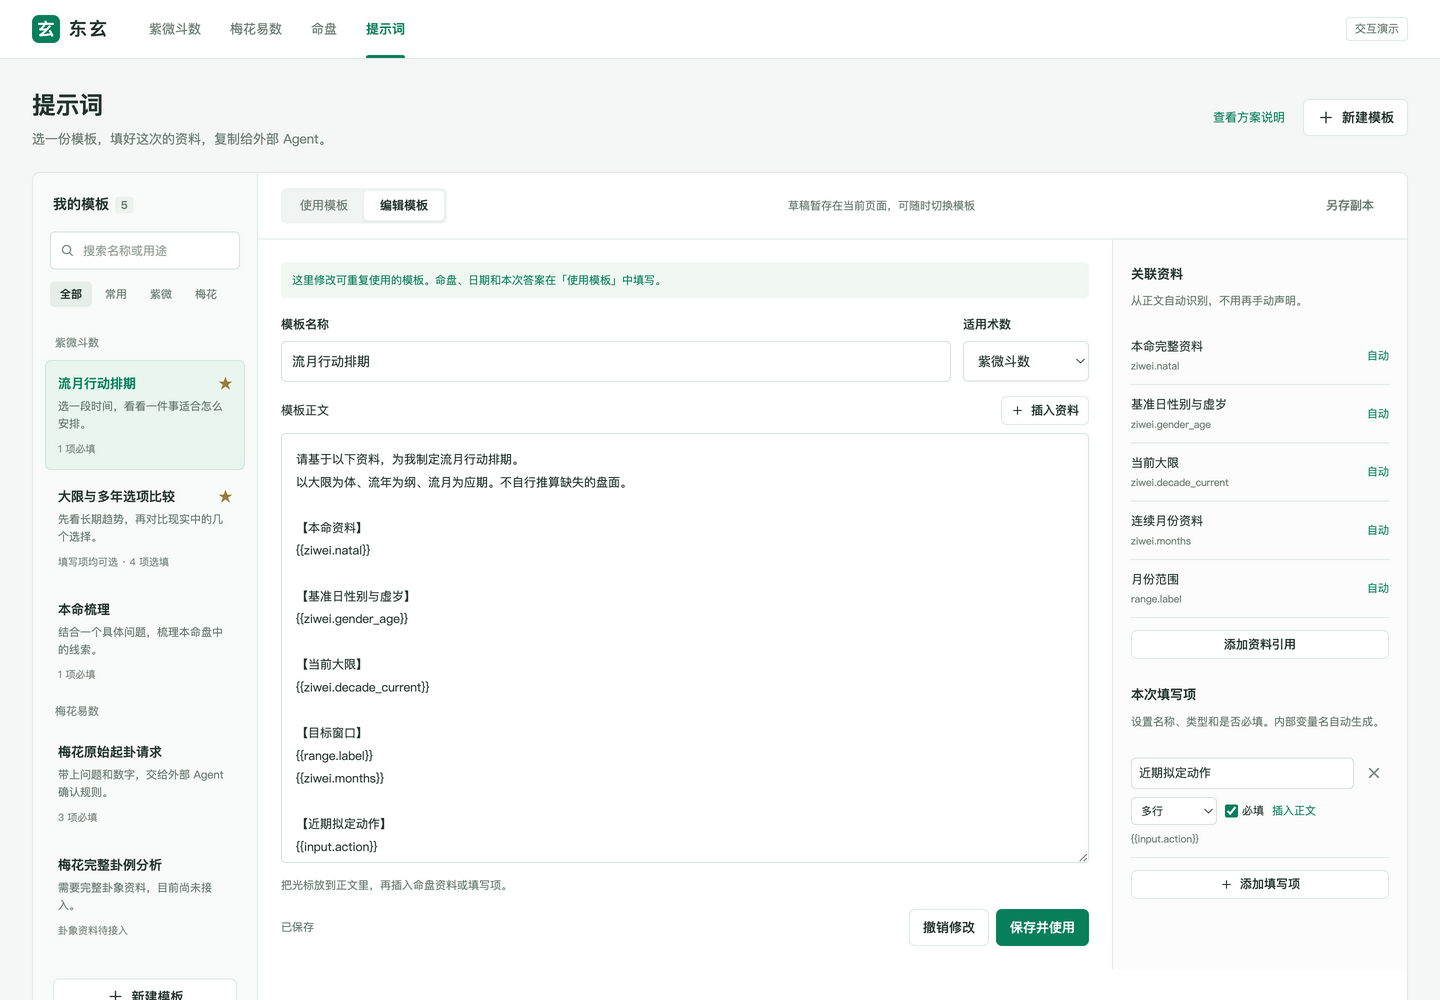 玄 东玄
紫微斗数
梅花易数
命盘
提示词
交互演示
提示词
选一份模板，填好这次的资料，复制给外部 Agent。
查看方案说明
新建模板
我的模板 5
搜索名称或用途
全部 常用 紫微 梅花
紫微斗数
流月行动排期
选一段时间，看看一件事适合怎么
安排。
1 项必填
大限与多年选项比较
先看长期趋势，再对比现实中的几
个选择。
填写项均可选 · 4 项选填
本命梳理
结合一个具体问题，梳理本命盘中
的线索。
1 项必填
梅花易数
梅花原始起卦请求
带上问题和数字，交给外部 Agent
确认规则。
3 项必填
梅花完整卦例分析
需要完整卦象资料，目前尚未接
入。
卦象资料待接入
新建模板
使用模板 编辑模板
草稿暂存在当前页面，可随时切换模板
另存副本
这里修改可重复使用的模板。命盘、日期和本次答案在「使用模板」中填写。
模板名称
流月行动排期
适用术数
紫微斗数
模板正文
插入资料
请基于以下资料，为我制定流月行动排期。
以大限为体、流年为纲、流月为应期。不自行推算缺失的盘面。
【本命资料】
{{ziwei.natal}}
【基准日性别与虚岁】
{{ziwei.gender_age}}
【当前大限】
{{ziwei.decade_current}}
【目标窗口】
{{range.label}}
{{ziwei.months}}
【近期拟定动作】
{{input.action}}
把光标放到正文里，再插入命盘资料或填写项。
已保存
撤销修改
保存并使用
关联资料
从正文自动识别，不用再手动声明。
本命完整资料
ziwei.natal
自动
基准日性别与虚岁
ziwei.gender_age
自动
当前大限
ziwei.decade_current
自动
连续月份资料
ziwei.months
自动
月份范围
range.label
自动
添加资料引用
本次填写项
设置名称、类型和是否必填。内部变量名自动生成。
近期拟定动作
多行 必填 插入正文
{{input.action}}
添加填写项